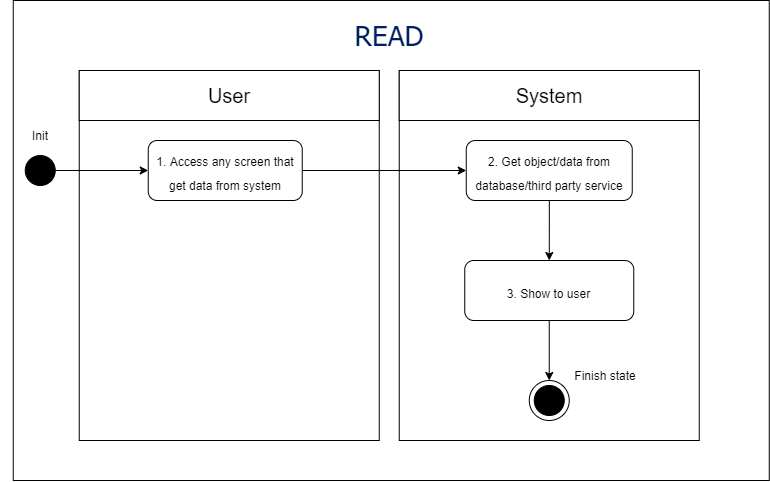 READ
User
System
Init
1. Access any screen that
get data from system
2. Get object/data from
database/third party service
3. Show to user
Finish state